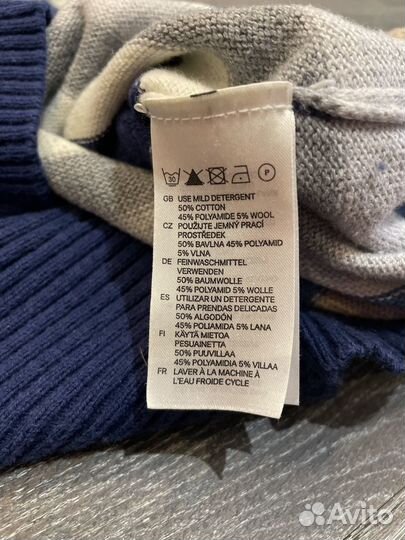 30
P
GB USE MILD DETERGENT
50% COTTON
45% POLYAMIDE 5% WOOL
CZ POUŽIJTE JEMNÝ PRACÍ
PROSTŘEDEK
50% BAVLNA 45% POLYAMID
5% VLNA
DE FEINWASCHMITTEL
VERWENDEN
50% BAUMWOLLE
45% POLYAMID 5% WOLLE
ES UTILIZAR UN DETERGENTE
PARA PRENDAS DELICADAS
50% ALGODÓN
45% POLIAMIDA 5% LANA
FI KÄYTÄ MIETOA
PESUAINETTA
50% PUUVILLAA
45% POLYAMIDIA 5% VILLAA
FR LAVER À LA MACHINE À
L'EAU FROIDE CYCLE
Avito